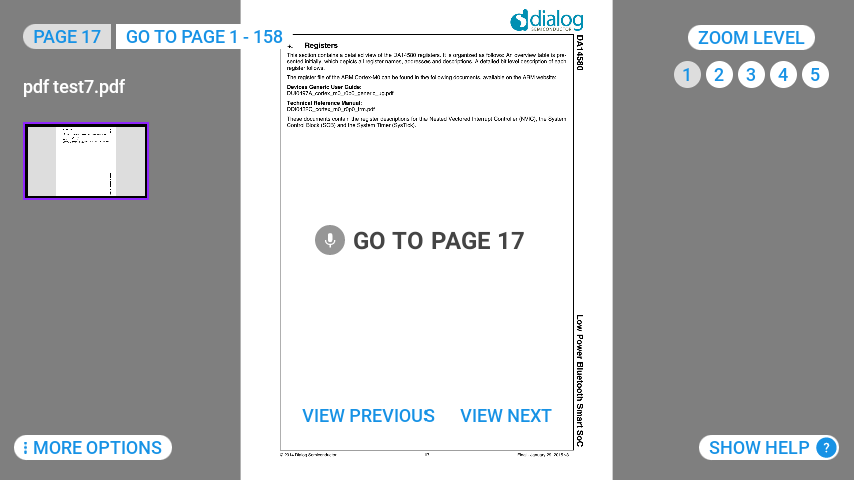 PAGE 17
GO TO PAGE 1 - 158
pdf test7.pdf
dialog
SEMICONDUCTOR
DA14580
Registers
This section contains a detailed view of the DA14580 registers. It is organized as follows: An overview table is pre-
sented initially, which depicts all register names, addresses and descriptions. A detailed bit level description of each
register follows.
The register file of the ARM Cortex-M0 can be found in the following documents, available on the ARM website:
Devices Generic User Guide:
DUI0497A_cortex_m0_r0p0_generic_ug.pdf
Technical Reference Manual:
DDI0432C_cortex_m0_r0p0_trm.pdf
These documents contain the register descriptions for the Nested Vectored Interrupt Controller (NVIC), the System
Control Block (SCB) and the System Timer (SysTick).
GO TO PAGE 17
VIEW PREVIOUS
VIEW NEXT
Low Power Bluetooth Smart SoC
© 2014 Dialog Semiconductor
17
ZOOM LEVEL
1 2 3 4 5
MORE OPTIONS
SHOW HELP ?